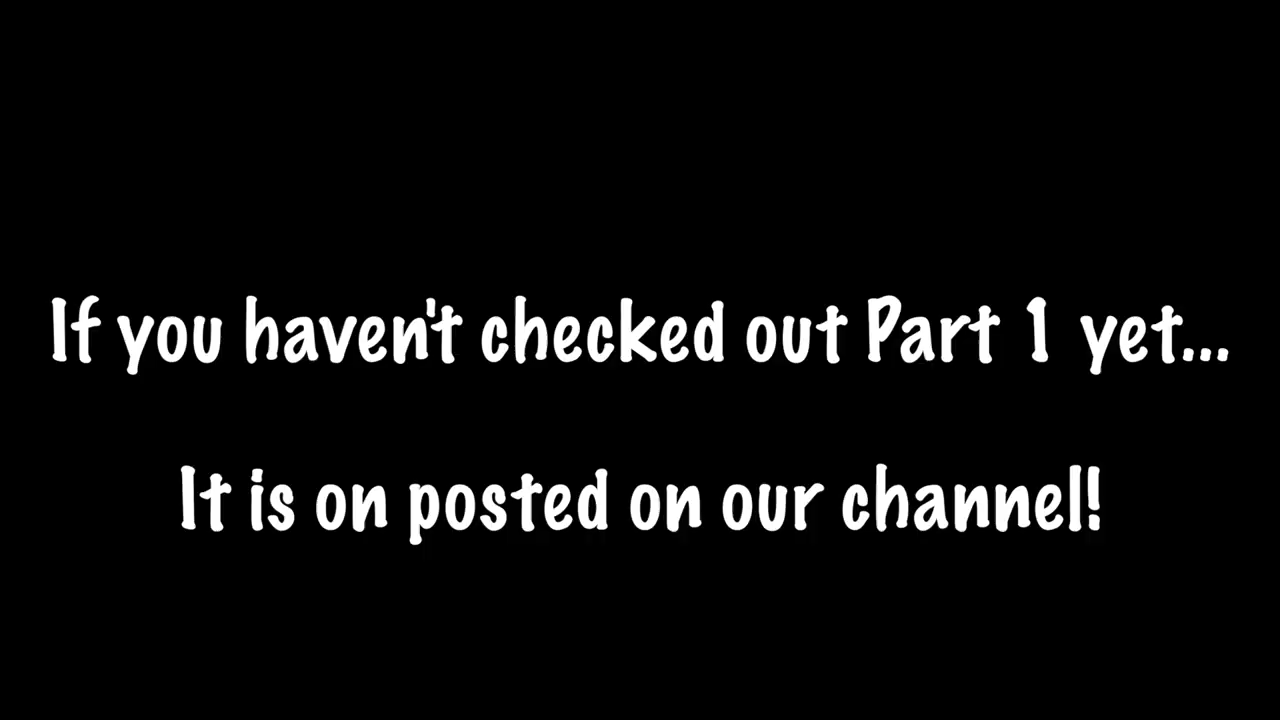 If you haven't checked out Part 1 yet...
It is on posted on our channel!